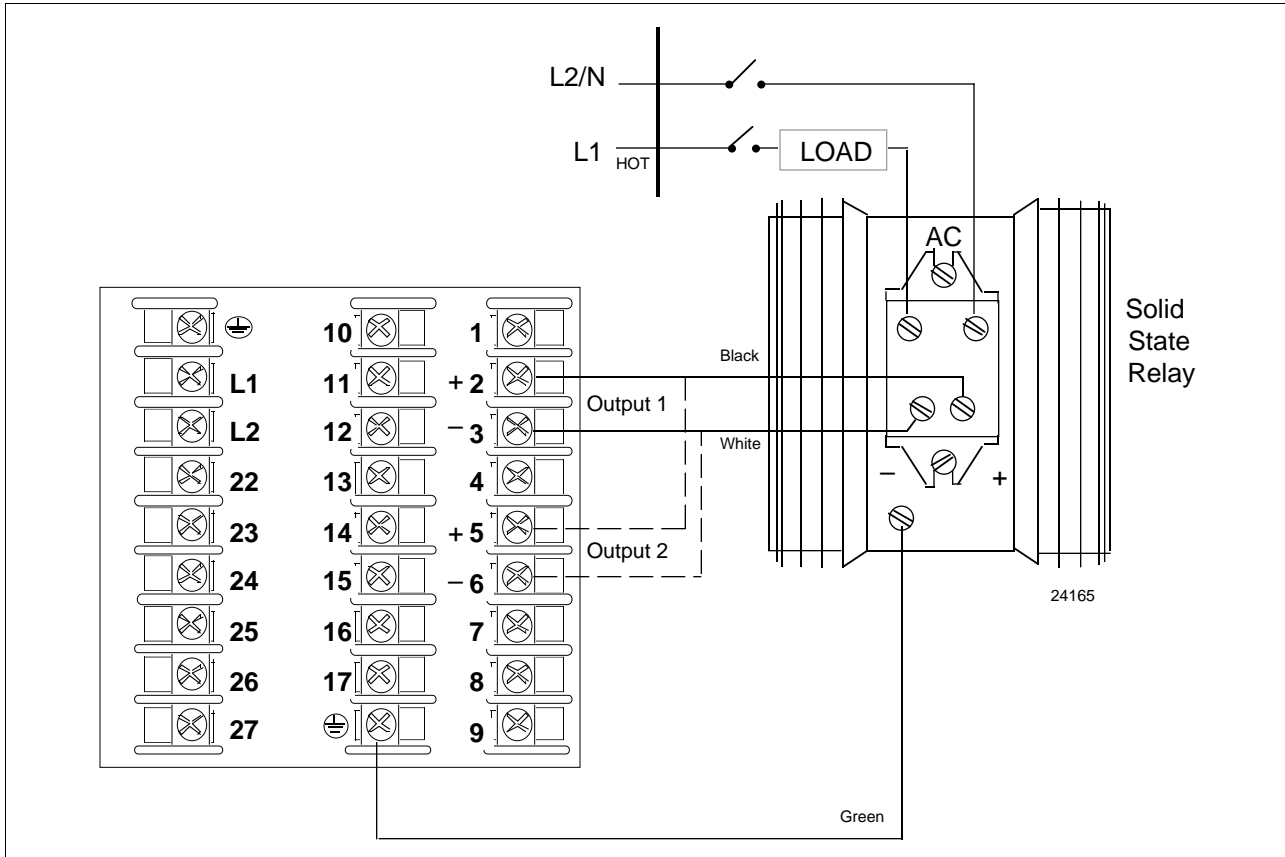 L2/N
L1 HOT
LOAD
AC
Solid
State
Relay
10 1
Black
L1 11 + 2
Output 1
L2 12 − 3
White
22 13 4
− +
23 14 + 5
Output 2
24 15 − 6
24165
25 16 7
26 17 8
27 9
Green